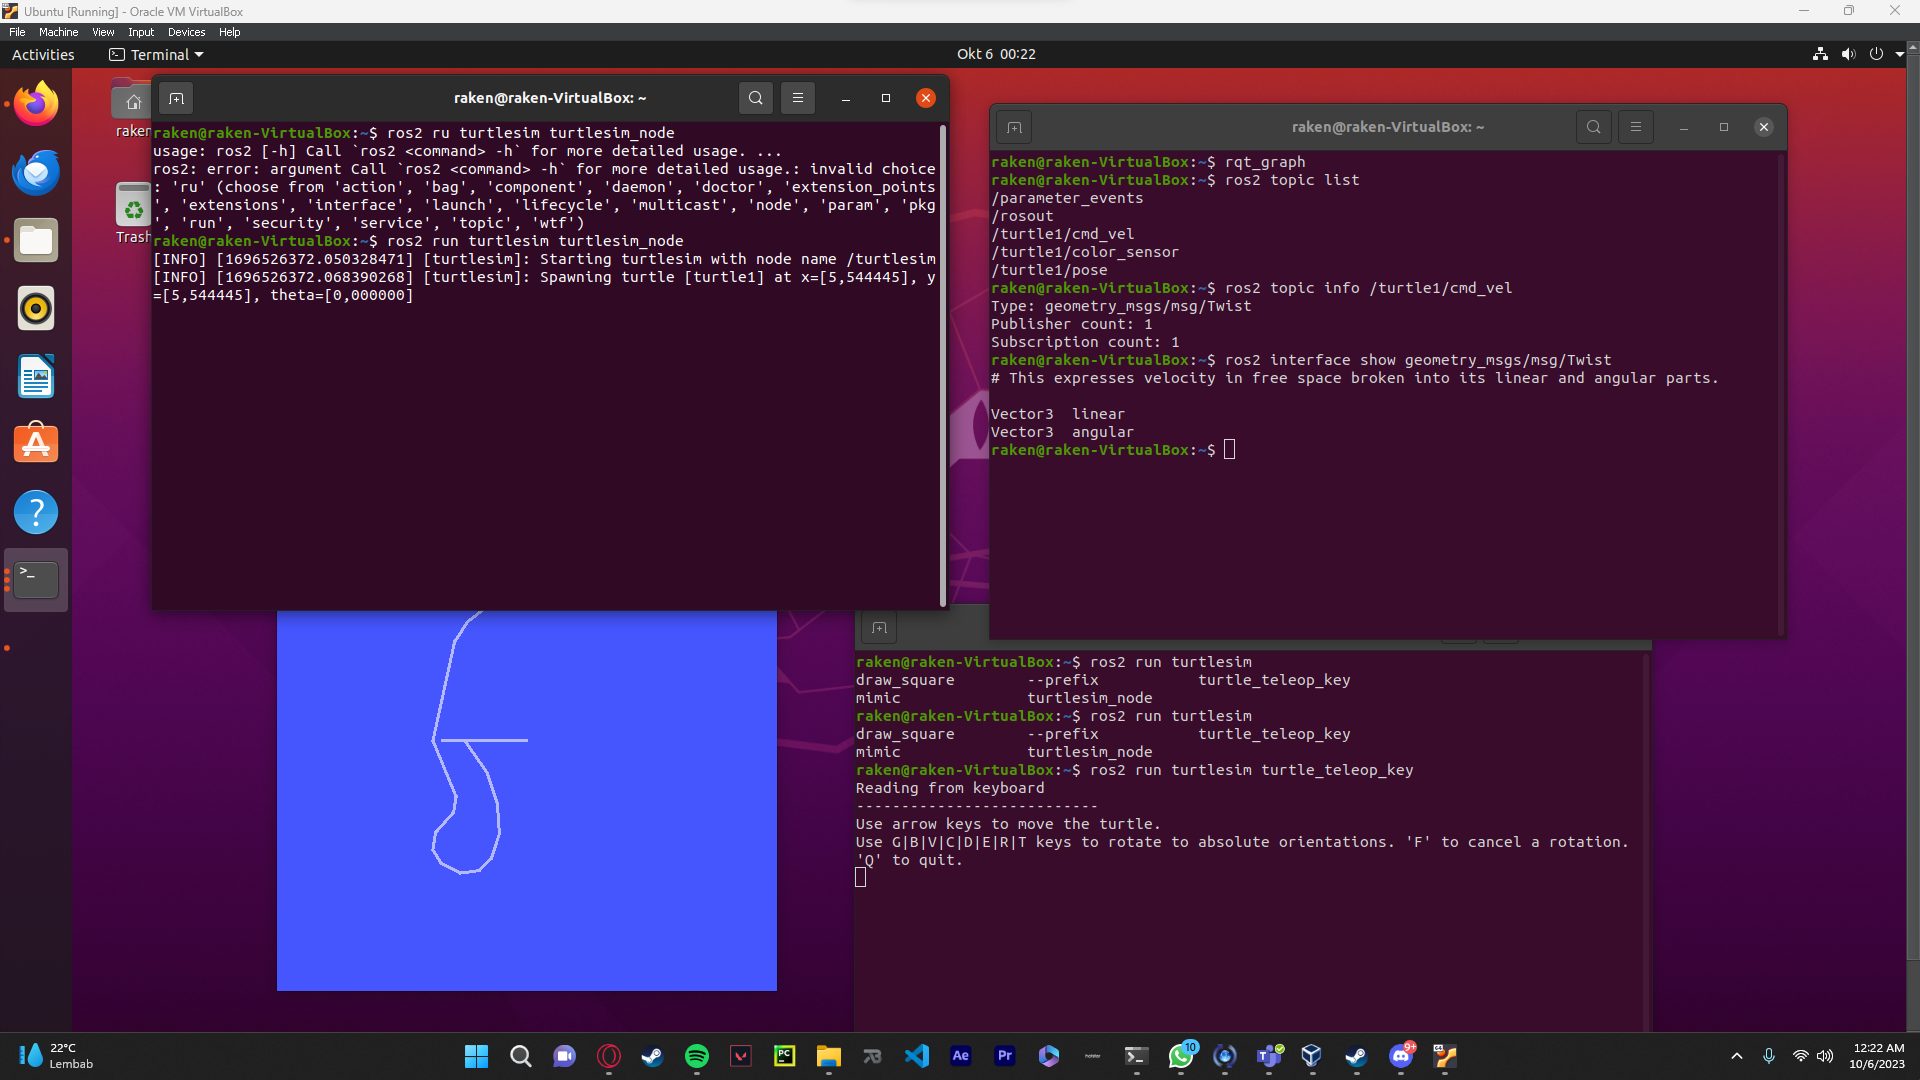 Ubuntu [Running] - Oracle VM VirtualBox
File Machine View Input Devices Help
Activities Terminal Okt 6 00:22
raken
Trash
raken@raken-VirtualBox: ~
raken@raken-VirtualBox:~$ ros2 ru turtlesim turtlesim_node
usage: ros2 [-h] Call `ros2 <command> -h` for more detailed usage. ...
ros2: error: argument Call `ros2 <command> -h` for more detailed usage.: invalid choice
: 'ru' (choose from 'action', 'bag', 'component', 'daemon', 'doctor', 'extension_points
', 'extensions', 'interface', 'launch', 'lifecycle', 'multicast', 'node', 'param', 'pkg
', 'run', 'security', 'service', 'topic', 'wtf')
raken@raken-VirtualBox:~$ ros2 run turtlesim turtlesim_node
[INFO] [1696526372.050328471] [turtlesim]: Starting turtlesim with node name /turtlesim
[INFO] [1696526372.068390268] [turtlesim]: Spawning turtle [turtle1] at x=[5,544445], y
=[5,544445], theta=[0,000000]
raken@raken-VirtualBox: ~
raken@raken-VirtualBox:~$ rqt_graph
raken@raken-VirtualBox:~$ ros2 topic list
/parameter_events
/rosout
/turtle1/cmd_vel
/turtle1/color_sensor
/turtle1/pose
raken@raken-VirtualBox:~$ ros2 topic info /turtle1/cmd_vel
Type: geometry_msgs/msg/Twist
Publisher count: 1
Subscription count: 1
raken@raken-VirtualBox:~$ ros2 interface show geometry_msgs/msg/Twist
# This expresses velocity in free space broken into its linear and angular parts.
Vector3  linear
Vector3  angular
raken@raken-VirtualBox:~$
raken@raken-VirtualBox:~$ ros2 run turtlesim
draw_square        --prefix           turtle_teleop_key
mimic              turtlesim_node
raken@raken-VirtualBox:~$ ros2 run turtlesim
draw_square        --prefix           turtle_teleop_key
mimic              turtlesim_node
raken@raken-VirtualBox:~$ ros2 run turtlesim turtle_teleop_key
Reading from keyboard
---------------------------
Use arrow keys to move the turtle.
Use G|B|V|C|D|E|R|T keys to rotate to absolute orientations. 'F' to cancel a rotation.
'Q' to quit.
22°C
Lembab
PC
Ae
Pr
10
9+
12:22 AM
10/6/2023